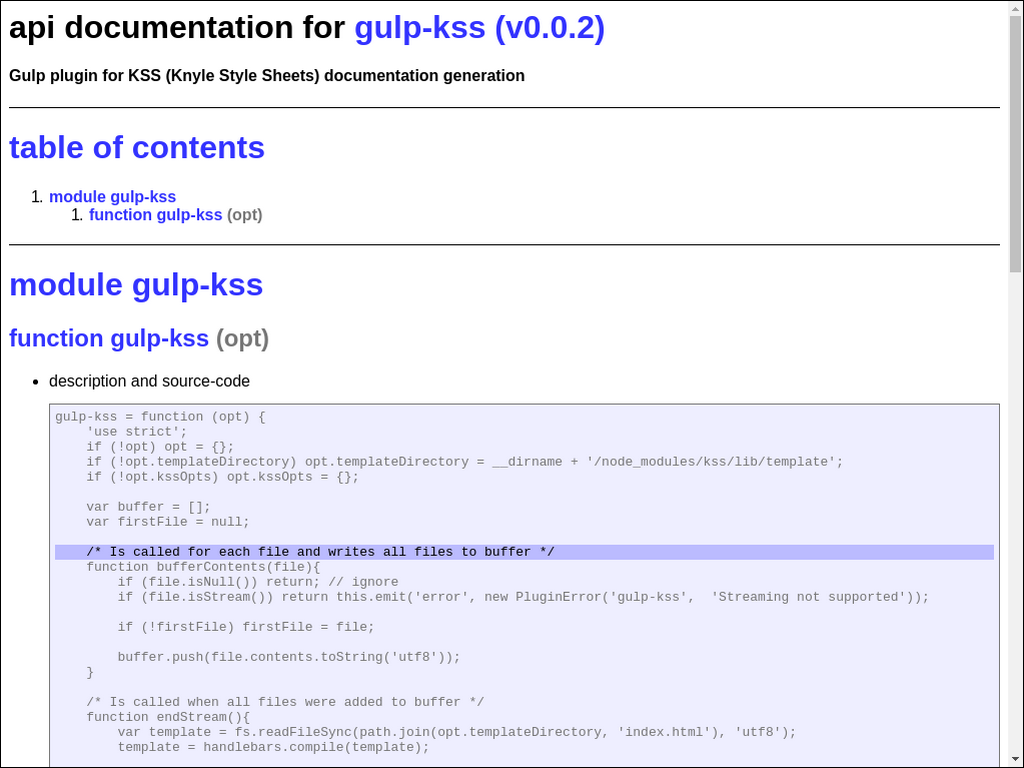 api documentation for gulp-kss (v0.0.2)
Gulp plugin for KSS (Knyle Style Sheets) documentation generation
table of contents
1. module gulp-kss
1. function gulp-kss (opt)
module gulp-kss
function gulp-kss (opt)
• description and source-code
gulp-kss = function (opt) {
    'use strict';
    if (!opt) opt = {};
    if (!opt.templateDirectory) opt.templateDirectory = __dirname + '/node_modules/kss/lib/template';
    if (!opt.kssOpts) opt.kssOpts = {};
    var buffer = [];
    var firstFile = null;
    /* Is called for each file and writes all files to buffer */
    function bufferContents(file){
        if (file.isNull()) return; // ignore
        if (file.isStream()) return this.emit('error', new PluginError('gulp-kss',  'Streaming not supported'));
        if (!firstFile) firstFile = file;
        buffer.push(file.contents.toString('utf8'));
    }
    /* Is called when all files were added to buffer */
    function endStream(){
        var template = fs.readFileSync(path.join(opt.templateDirectory, 'index.html'), 'utf8');
        template = handlebars.compile(template);